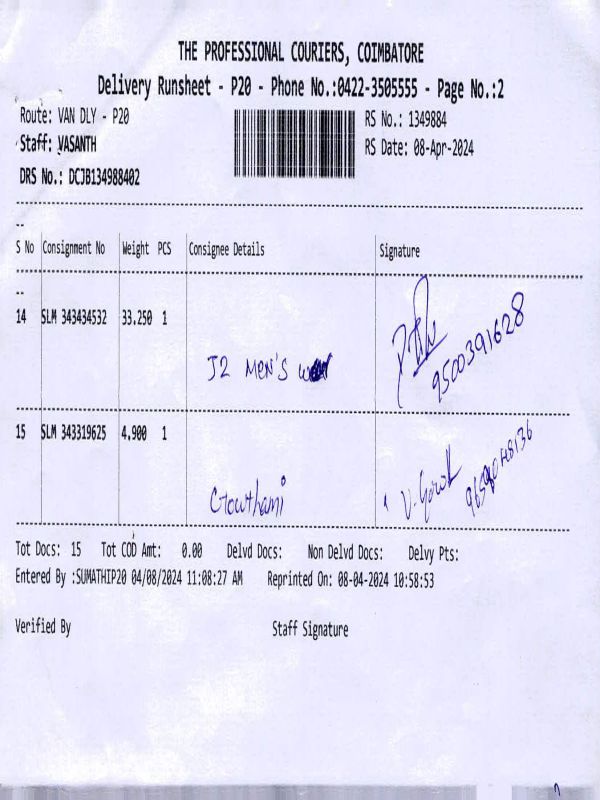 THE PROFESSIONAL COURIERS, COIMBATORE
Delivery Runsheet - P20 - Phone No.:0422-3505555 - Page No.:2
Route: VAN DLY - P20
RS No.: 1349884
Staff: VASANTH
RS Date: 08-Apr-2024
DRS No.: DCJB134988402
S No Consignment No Weight PCS Consignee Details Signature
14 SLM 343434532 33.250 1
9500391628
J2 MEN'S
15 SLM 343319625 4,900 1
Gowthami
Tot Docs: 15 Tot COD Amt: 0.00 Delvd Docs: Non Delvd Docs: Delvy Pts:
Entered By :SUMATHIP20 04/08/2024 11:08:27 AM Reprinted On: 08-04-2024 10:58:53
Verified By Staff Signature